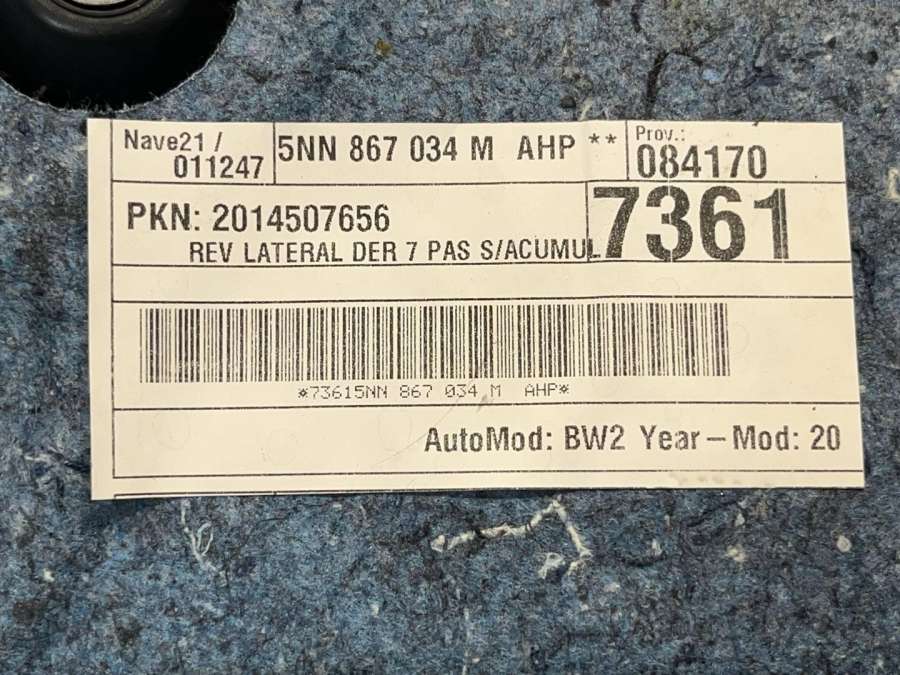 Nave21 /
011247
5NN 867 034 M AHP **
Prov.:
084170
PKN: 2014507656
7361
REV LATERAL DER 7 PAS S/ACUMUL
*73615NN 867 034 M AHP*
AutoMod: BW2 Year-Mod: 20